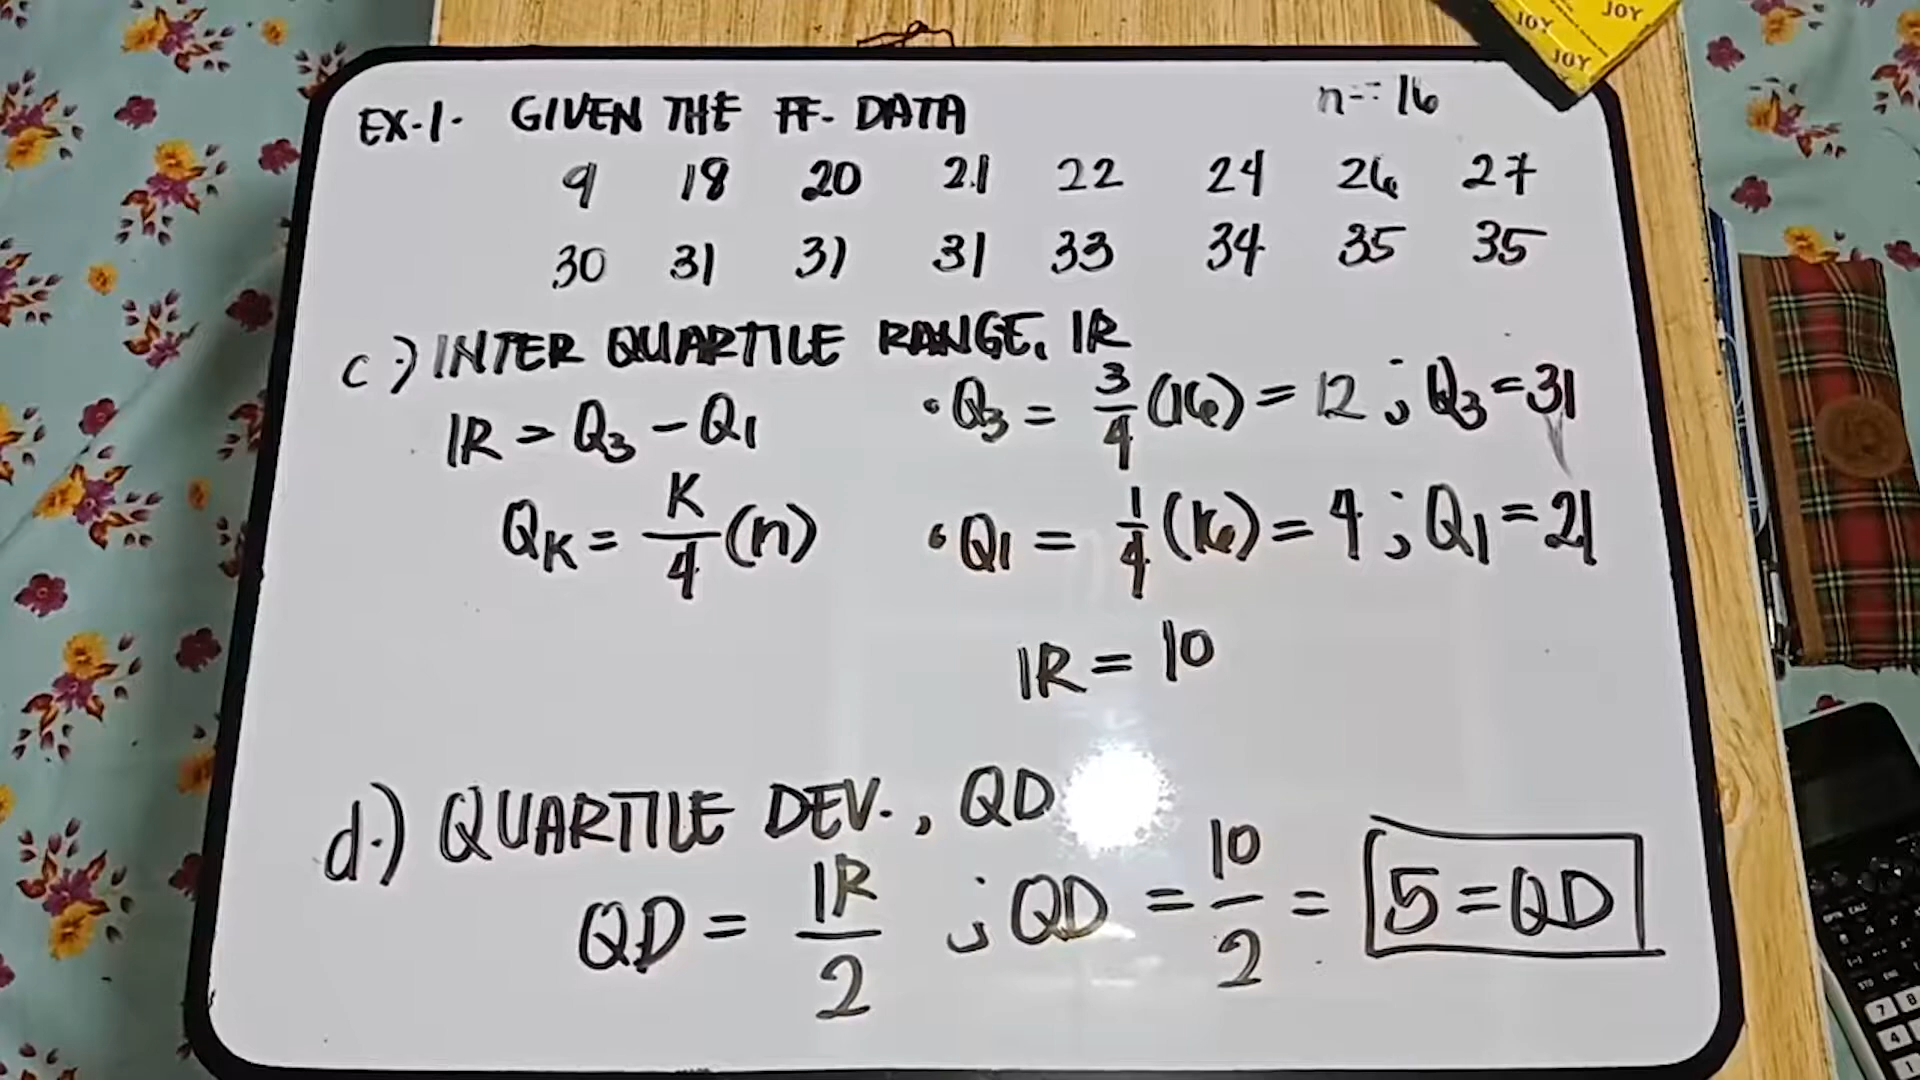 EX-1. GIVEN THE FF. DATA n = 16
9 18 20 21 22 24 26 27
30 31 31 31 33 34 35 35
c.) INTER QUARTILE RANGE, IR
IR = Q₃ - Q₁
Qₖ = K/4 (n)
• Q₃ = 3/4 (16) = 12 ; Q₃ = 31
• Q₁ = 1/4 (16) = 4 ; Q₁ = 21
IR = 10
d.) QUARTILE DEV., QD
QD = IR/2 ; QD = 10/2 = 5 = QD
JOY JOY
JOY